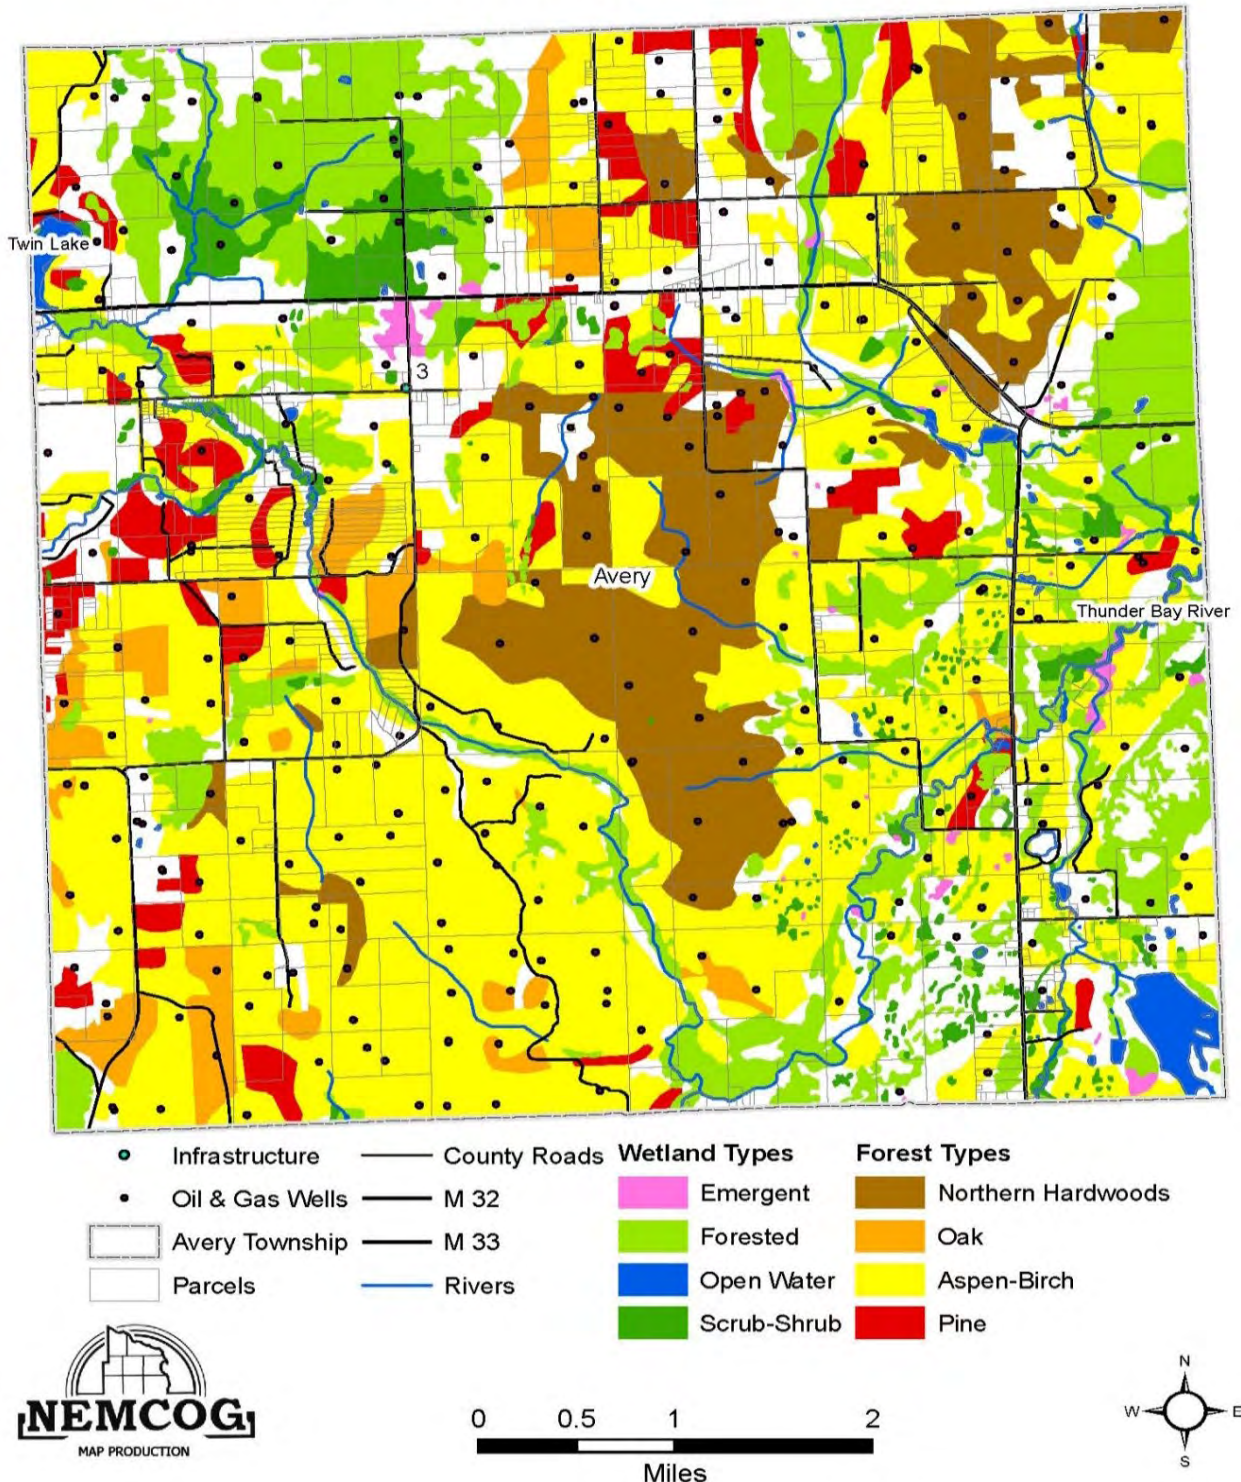 Twin Lake
3
Avery
Thunder Bay River
Infrastructure
Oil & Gas Wells
Avery Township
Parcels
County Roads
M 32
M 33
Rivers
Wetland Types
Emergent
Forested
Open Water
Scrub-Shrub
Forest Types
Northern Hardwoods
Oak
Aspen-Birch
Pine
NEMCOG
MAP PRODUCTION
0 0.5 1 2
Miles
N
W E
S